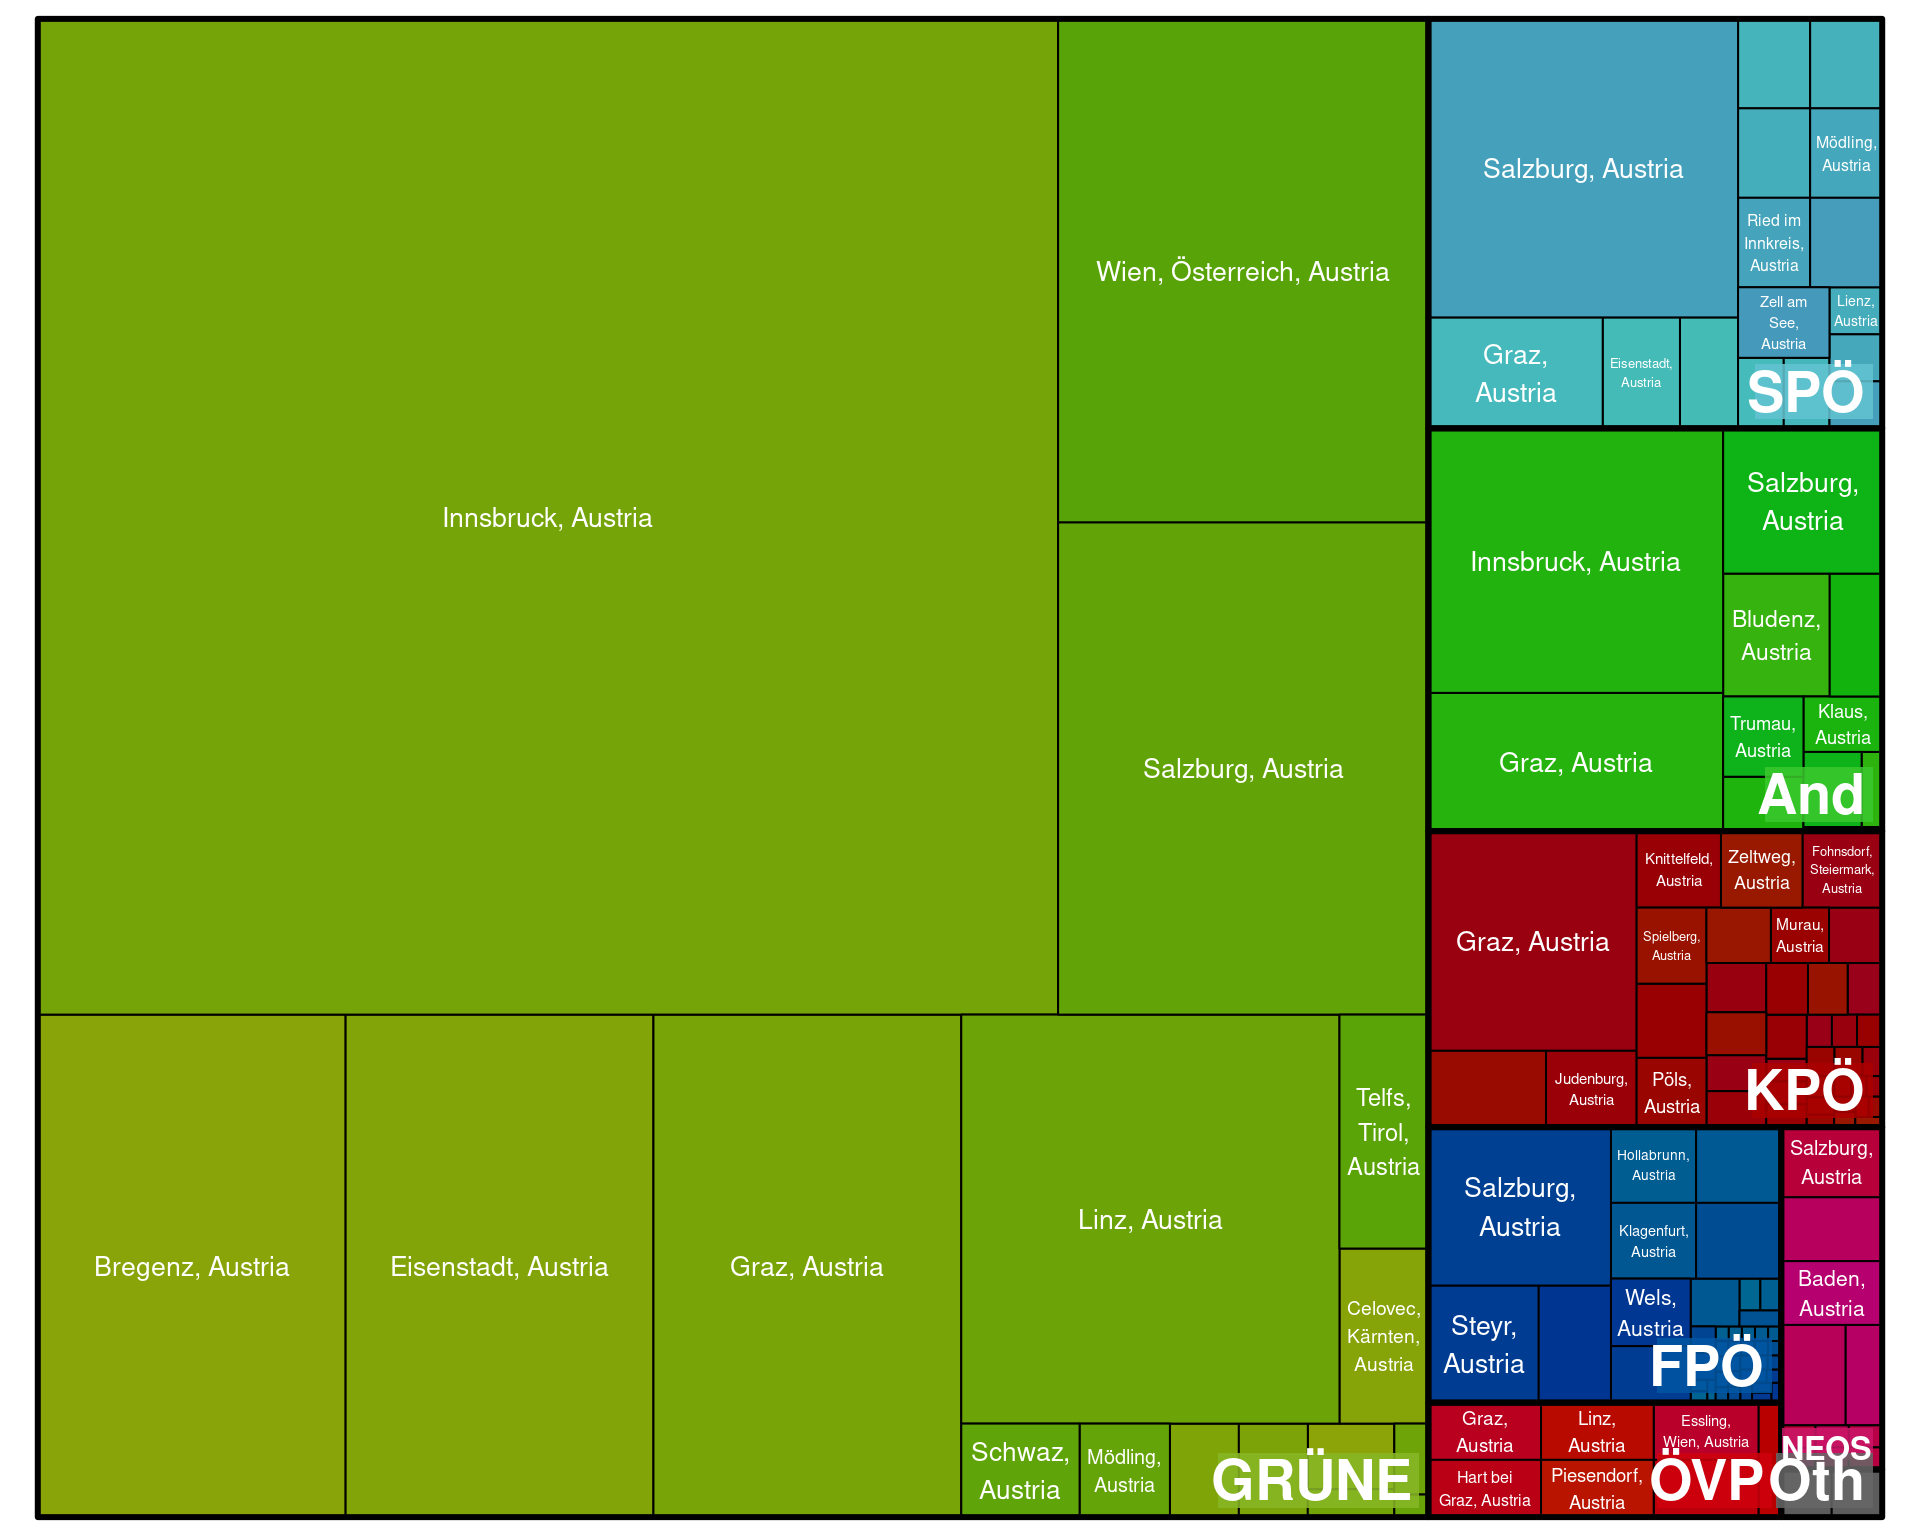 Innsbruck, Austria
Wien, Österreich, Austria
Salzburg, Austria
Bregenz, Austria
Eisenstadt, Austria
Graz, Austria
Linz, Austria
Telfs,
Tirol,
Austria
Celovec,
Kärnten,
Austria
Schwaz,
Austria
Mödling,
Austria
GRÜNE
Salzburg, Austria
Mödling,
Austria
Ried im
Innkreis,
Austria
Zell am
See,
Austria
Lienz,
Austria
Graz,
Austria
Eisenstadt,
Austria
SPÖ
Innsbruck, Austria
Salzburg,
Austria
Bludenz,
Austria
Graz, Austria
Trumau,
Austria
Klaus,
Austria
And
Graz, Austria
Knittelfeld,
Austria
Zeltweg,
Austria
Fohnsdorf,
Steiermark,
Austria
Spielberg,
Austria
Murau,
Austria
Judenburg,
Austria
Pöls,
Austria
KPÖ
Salzburg,
Austria
Hollabrunn,
Austria
Klagenfurt,
Austria
Steyr,
Austria
Wels,
Austria
FPÖ
Salzburg,
Austria
Baden,
Austria
NEOS
Graz,
Austria
Linz,
Austria
Essling,
Wien, Austria
Hart bei
Graz, Austria
Piesendorf,
Austria
ÖVP
Oth